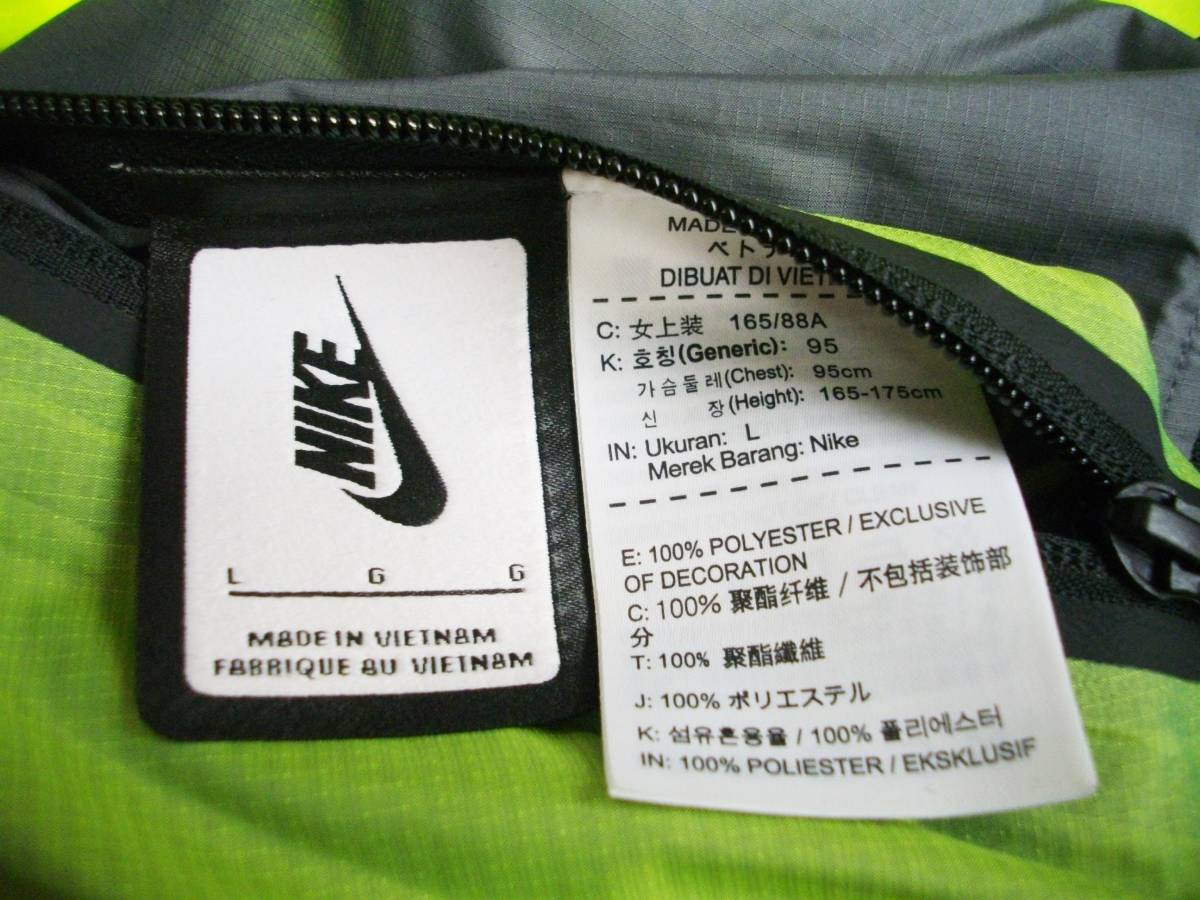 NIKE
L G G
MADE IN VIETNAM
FABRIQUE AU VIETNAM
MADE
ベトナ
DIBUAT DI VIET
C: 女上装 165/88A
K: 호칭(Generic): 95
가슴둘레(Chest): 95cm
신 장(Height): 165-175cm
IN: Ukuran: L
Merek Barang: Nike
E: 100% POLYESTER / EXCLUSIVE
OF DECORATION
C: 100% 聚酯纤维 / 不包括装饰部
分
T: 100% 聚酯纖維
J: 100% ポリエステル
K: 섬유혼용율 / 100% 폴리에스터
IN: 100% POLIESTER / EKSKLUSIF